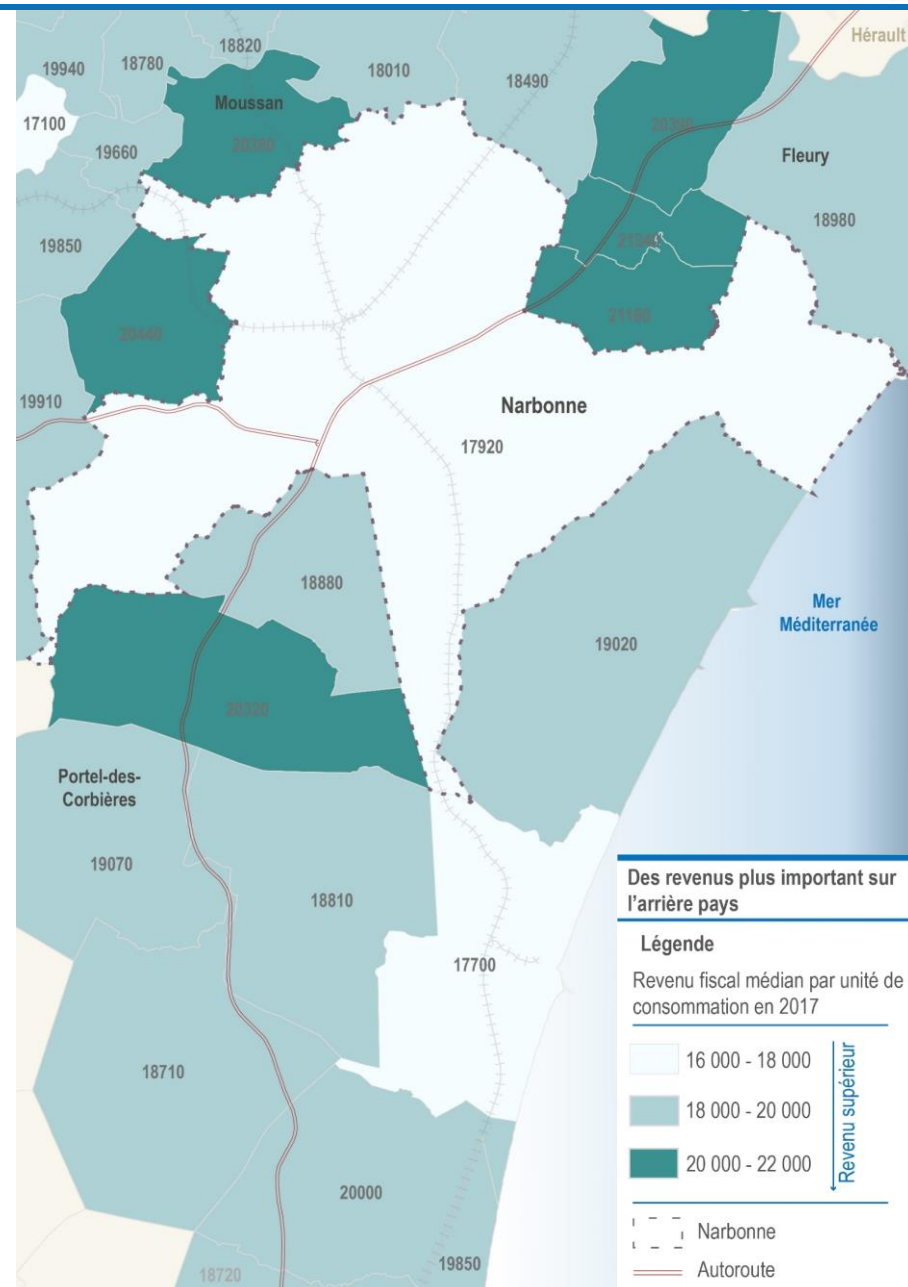 18820
Hérault
19940
18780
18010
18490
Moussan
17100
19660
Fleury
18980
19850
20440
21180
19910
Narbonne
17920
18880
19020
Mer
Méditerranée
20320
Portel-des-
Corbières
19070
18810
17700
18710
20000
19850
18720
Des revenus plus important sur
l'arrière pays
Légende
Revenu fiscal médian par unité de
consommation en 2017
16 000 - 18 000
18 000 - 20 000
20 000 - 22 000
Revenu supérieur
Narbonne
Autoroute